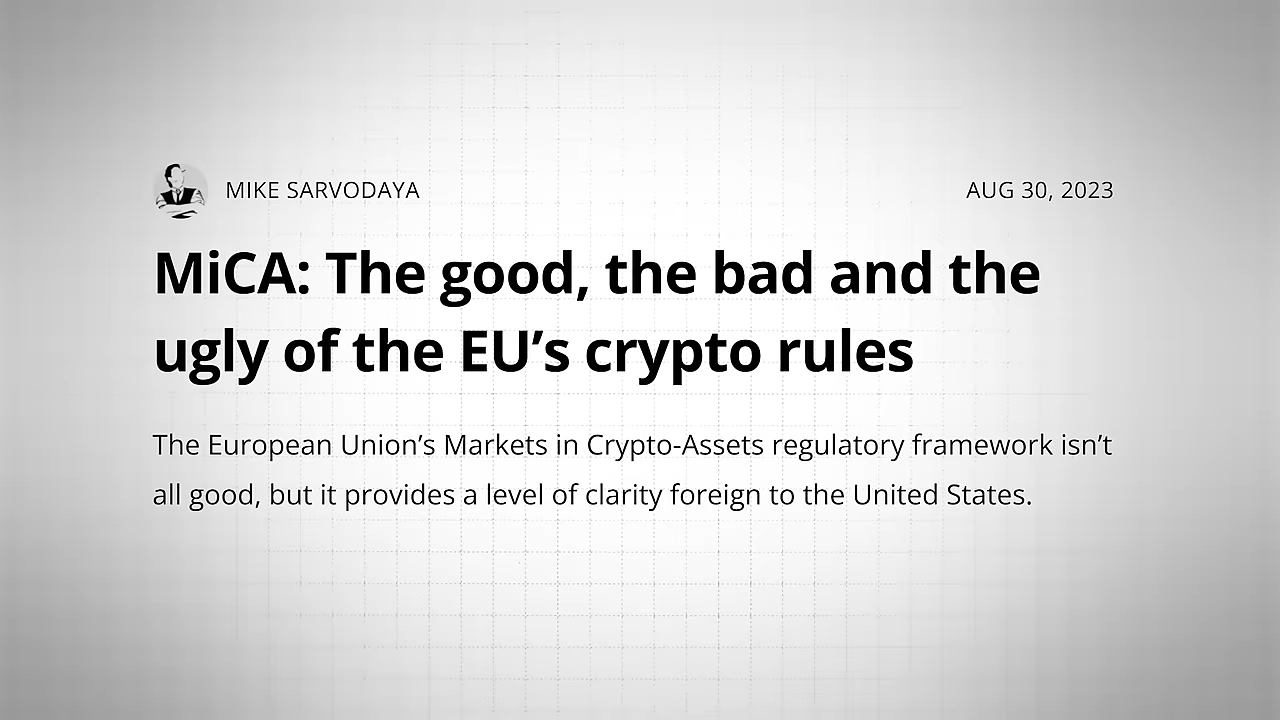 MIKE SARVODAYA
AUG 30, 2023
MiCA: The good, the bad and the
ugly of the EU’s crypto rules
The European Union’s Markets in Crypto-Assets regulatory framework isn’t
all good, but it provides a level of clarity foreign to the United States.